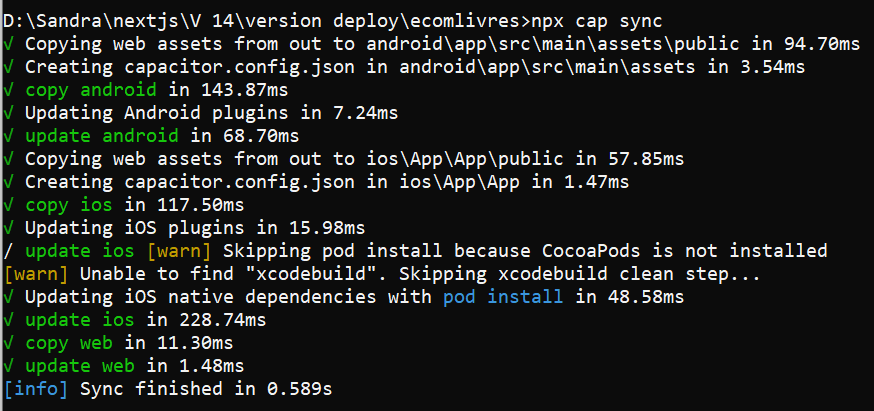 D:\Sandra\nextjs\V 14\version deploy\ecomlivres>npx cap sync
√ Copying web assets from out to android\app\src\main\assets\public in 94.70ms
√ Creating capacitor.config.json in android\app\src\main\assets in 3.54ms
√ copy android in 143.87ms
√ Updating Android plugins in 7.24ms
√ update android in 68.70ms
√ Copying web assets from out to ios\App\App\public in 57.85ms
√ Creating capacitor.config.json in ios\App\App in 1.47ms
√ copy ios in 117.50ms
√ Updating iOS plugins in 15.98ms
/ update ios [warn] Skipping pod install because CocoaPods is not installed
[warn] Unable to find "xcodebuild". Skipping xcodebuild clean step...
√ Updating iOS native dependencies with pod install in 48.58ms
√ update ios in 228.74ms
√ copy web in 11.30ms
√ update web in 1.48ms
[info] Sync finished in 0.589s